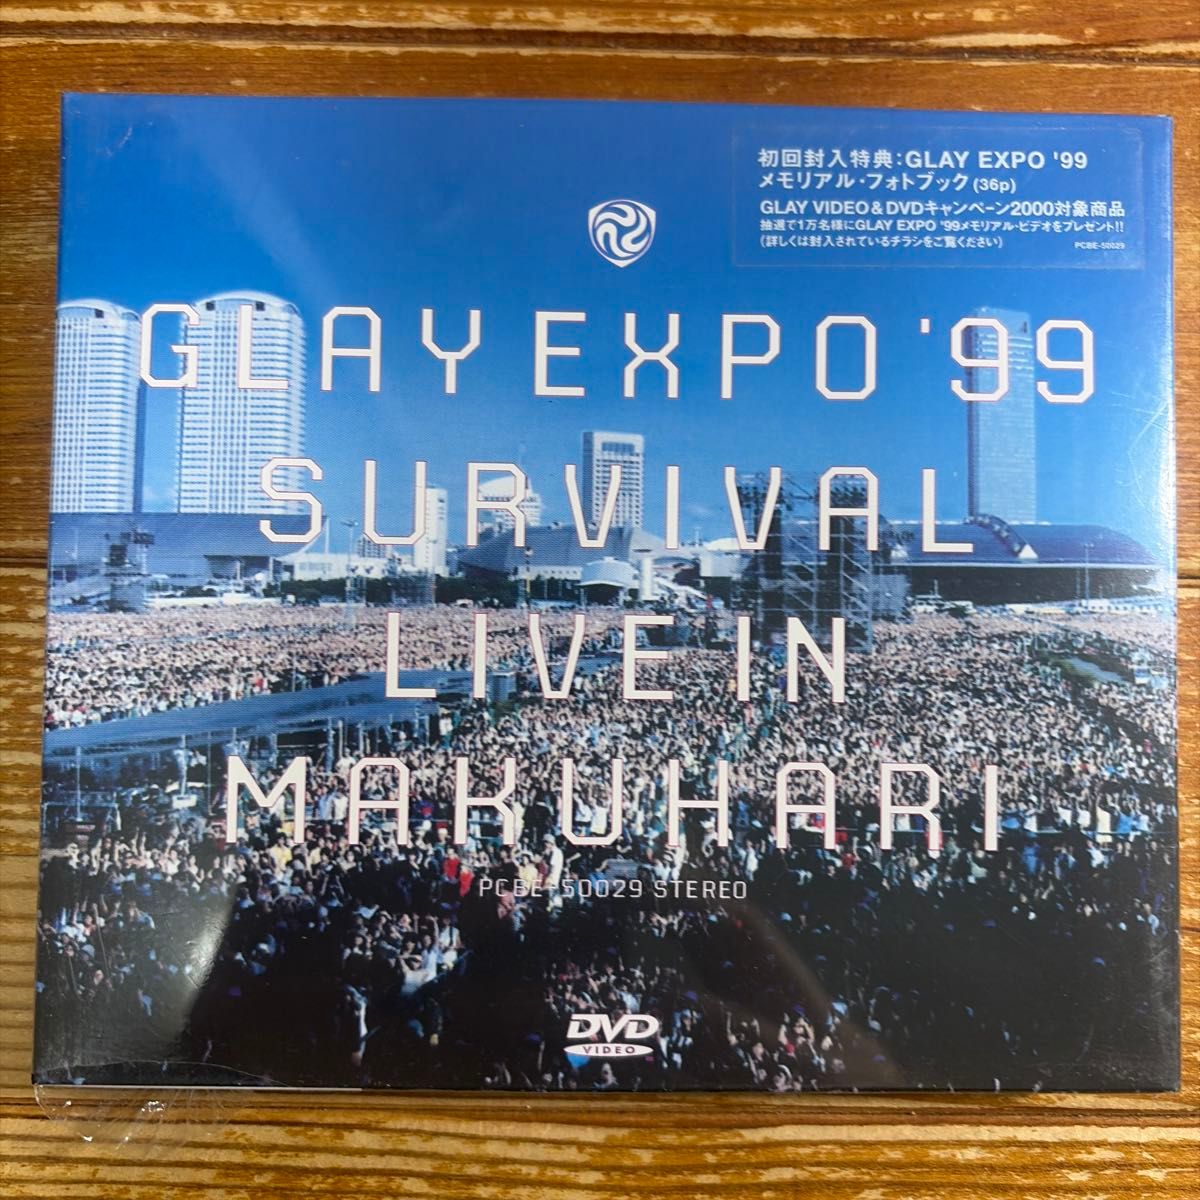 初回封入特典:GLAY EXPO '99
メモリアル・フォトブック(36p)
GLAY VIDEO&DVDキャンペーン2000対象商品
抽選で1万名様にGLAY EXPO '99メモリアル・ビデオをプレゼント!!
(詳しくは封入されているチラシをご覧ください) PCBE-50029
GLAY EXPO '99
SURVIVAL
LIVE IN
MAKUHARI
PCBE-50029 STEREO
DVD
VIDEO